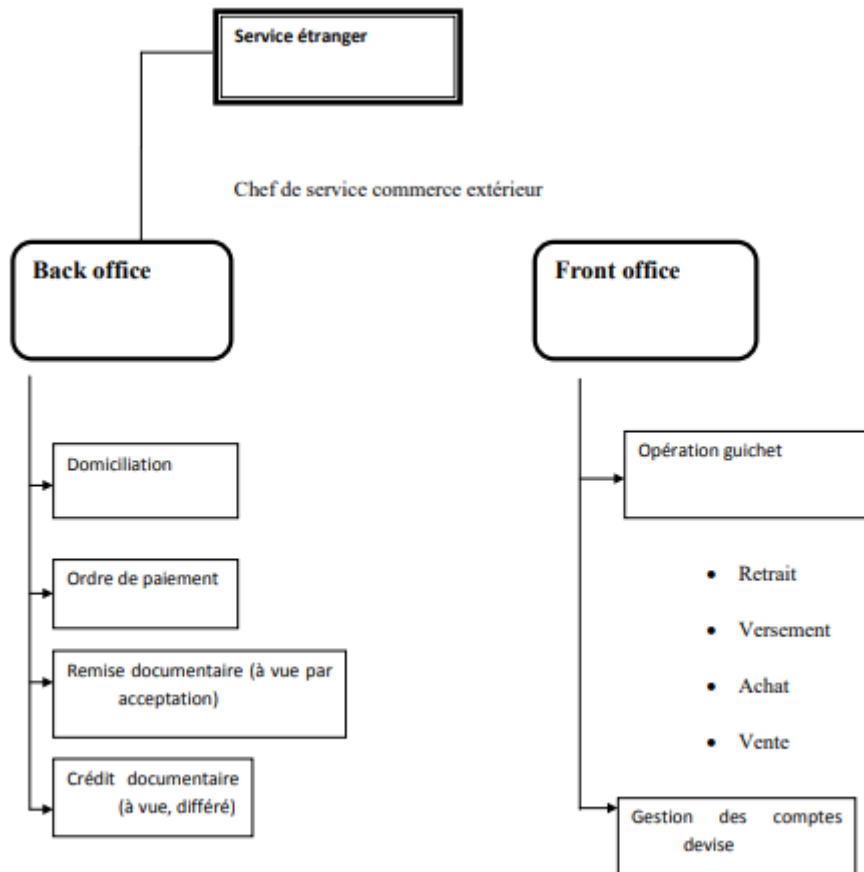 Service étranger
Chef de service commerce extérieur
Back office
Front office
Domiciliation
Ordre de paiement
Remise documentaire (à vue par
acceptation)
Crédit documentaire
(à vue, différé)
Opération guichet
• Retrait
• Versement
• Achat
• Vente
Gestion des comptes
devise